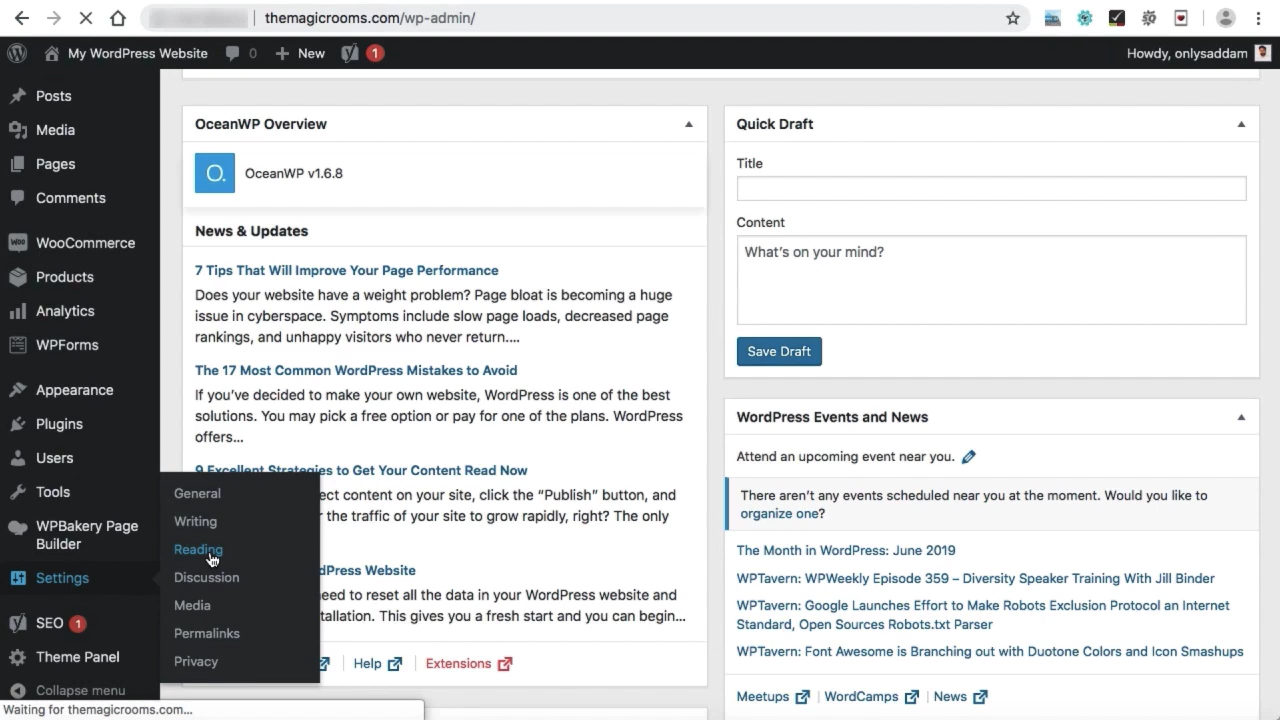 themagicrooms.com/wp-admin/
My WordPress Website 0 New 1 Howdy, onlysaddam
Posts
Media
Pages
Comments
WooCommerce
Products
Analytics
WPForms
Appearance
Plugins
Users
Tools
WPBakery Page
Builder
Settings
SEO 1
Theme Panel
Collapse menu
General
Writing
Reading
Discussion
Media
Permalinks
Privacy
OceanWP Overview
O.
OceanWP v1.6.8
News & Updates
7 Tips That Will Improve Your Page Performance
Does your website have a weight problem? Page bloat is becoming a huge
issue in cyberspace. Symptoms include slow page loads, decreased page
rankings, and unhappy visitors who never return....
The 17 Most Common WordPress Mistakes to Avoid
If you've decided to make your own website, WordPress is one of the best
solutions. You may pick a free option or pay for one of the plans. WordPress
offers...
9 Excellent Strategies to Get Your Content Read Now
ect content on your site, click the “Publish” button, and
the traffic of your site to grow rapidly, right? The only
dPress Website
eed to reset all the data in your WordPress website and
tallation. This gives you a fresh start and you can begin...
Help Extensions
Quick Draft
Title
Content
What's on your mind?
Save Draft
WordPress Events and News
Attend an upcoming event near you.
There aren't any events scheduled near you at the moment. Would you like to
organize one?
The Month in WordPress: June 2019
WPTavern: WPWeekly Episode 359 – Diversity Speaker Training With Jill Binder
WPTavern: Google Launches Effort to Make Robots Exclusion Protocol an Internet
Standard, Open Sources Robots.txt Parser
WPTavern: Font Awesome is Branching out with Duotone Colors and Icon Smashups
Meetups | WordCamps | News
Waiting for themagicrooms.com...